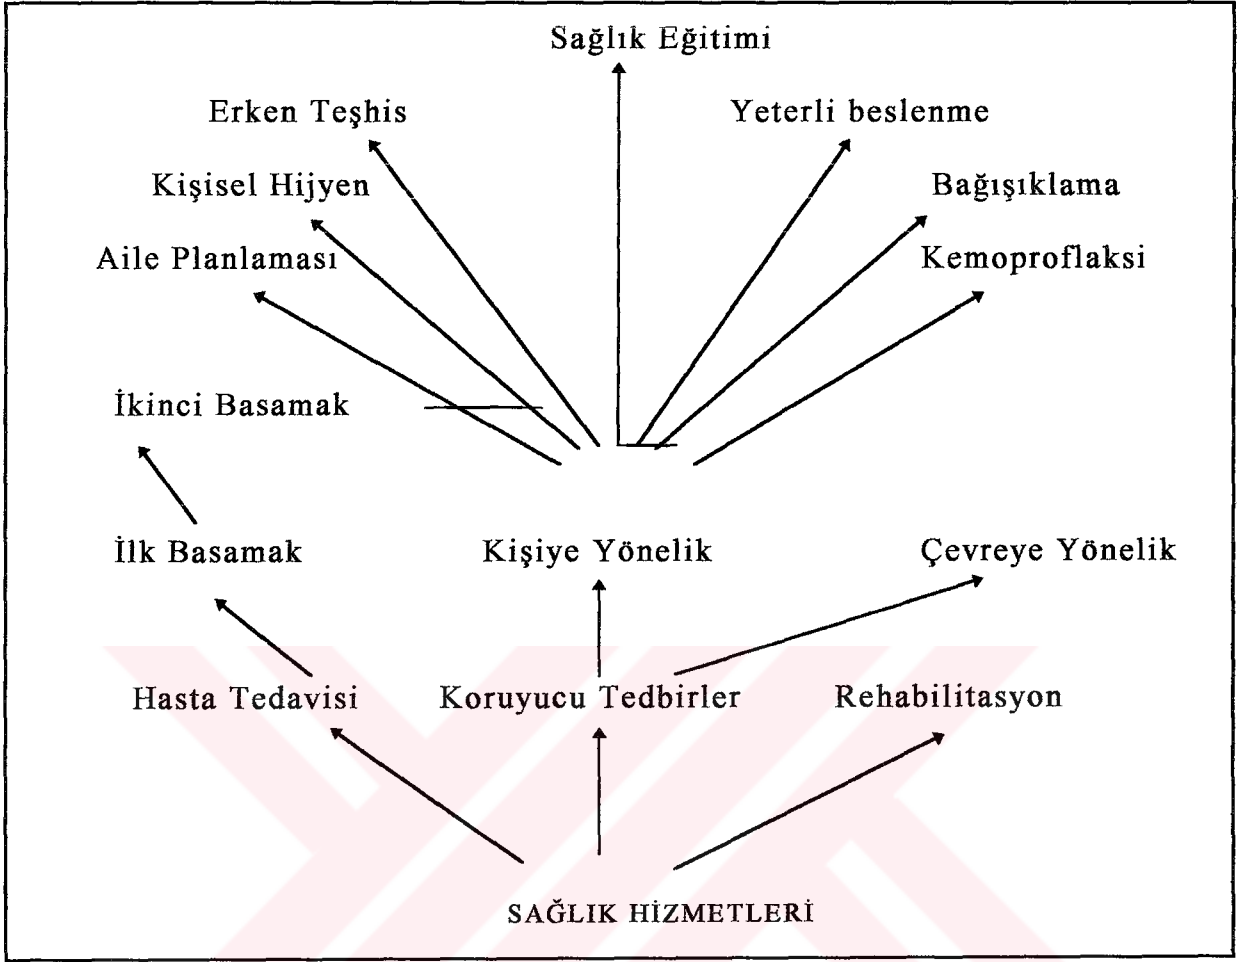 Sağlık Eğitimi
Erken Teşhis
Yeterli beslenme
Kişisel Hijyen
Bağışıklama
Aile Planlaması
Kemoproflaksi
İkinci Basamak
İlk Basamak
Kişiye Yönelik
Çevreye Yönelik
Hasta Tedavisi
Koruyucu Tedbirler
Rehabilitasyon
SAĞLIK HİZMETLERİ